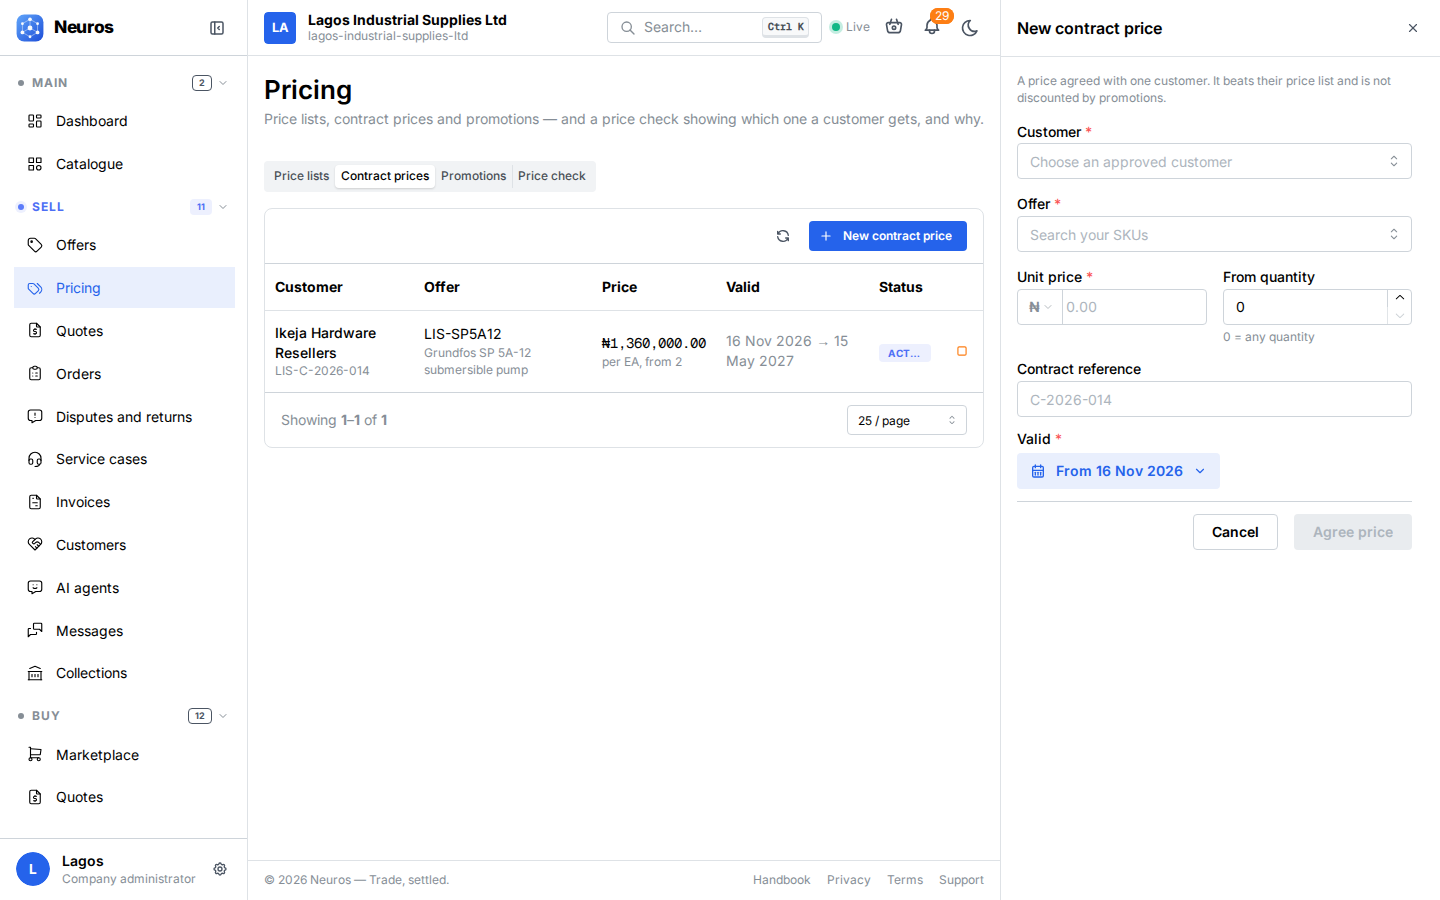 Neuros
MAIN
2
Dashboard
Catalogue
SELL
11
Offers
Pricing
Quotes
Orders
Disputes and returns
Service cases
Invoices
Customers
AI agents
Messages
Collections
BUY
12
Marketplace
Quotes
L
Lagos
Company administrator
LA
Lagos Industrial Supplies Ltd
lagos-industrial-supplies-ltd
Search...
Ctrl K
Live
29
Pricing
Price lists, contract prices and promotions — and a price check showing which one a customer gets, and why.
Price lists
Contract prices
Promotions
Price check
New contract price
Customer
Offer
Price
Valid
Status
Ikeja Hardware
Resellers
LIS-C-2026-014
LIS-SP5A12
Grundfos SP 5A-12
submersible pump
₦1,360,000.00
per EA, from 2
16 Nov 2026 → 15
May 2027
ACT...
Showing 1–1 of 1
25 / page
© 2026 Neuros — Trade, settled.
Handbook
Privacy
Terms
Support
New contract price
A price agreed with one customer. It beats their price list and is not
discounted by promotions.
Customer *
Choose an approved customer
Offer *
Search your SKUs
Unit price *
₦
0.00
From quantity
0
0 = any quantity
Contract reference
C-2026-014
Valid *
From 16 Nov 2026
Cancel
Agree price